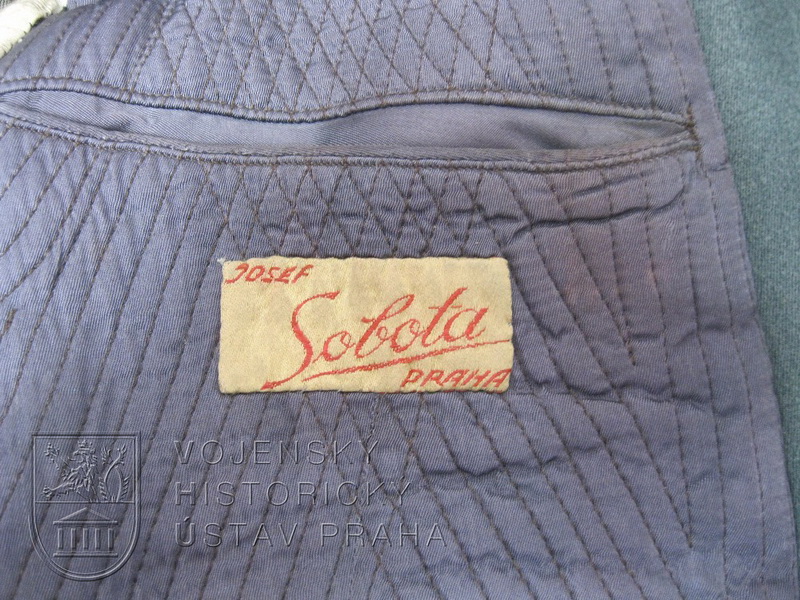 JOSEF
Sobota
PRAHA
VOJENSKÝ
HISTORICKÝ
ÚSTAV PRAHA